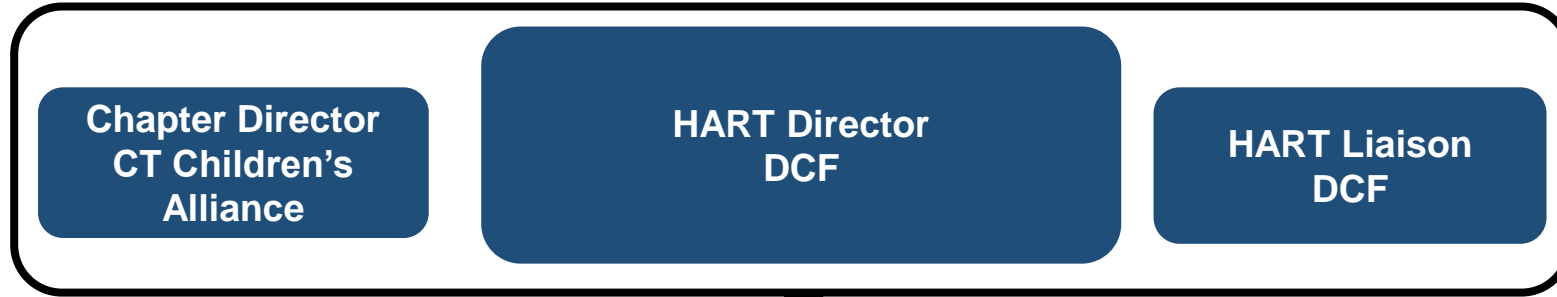 Chapter Director
CT Children’s
Alliance
HART Director
DCF
HART Liaison
DCF